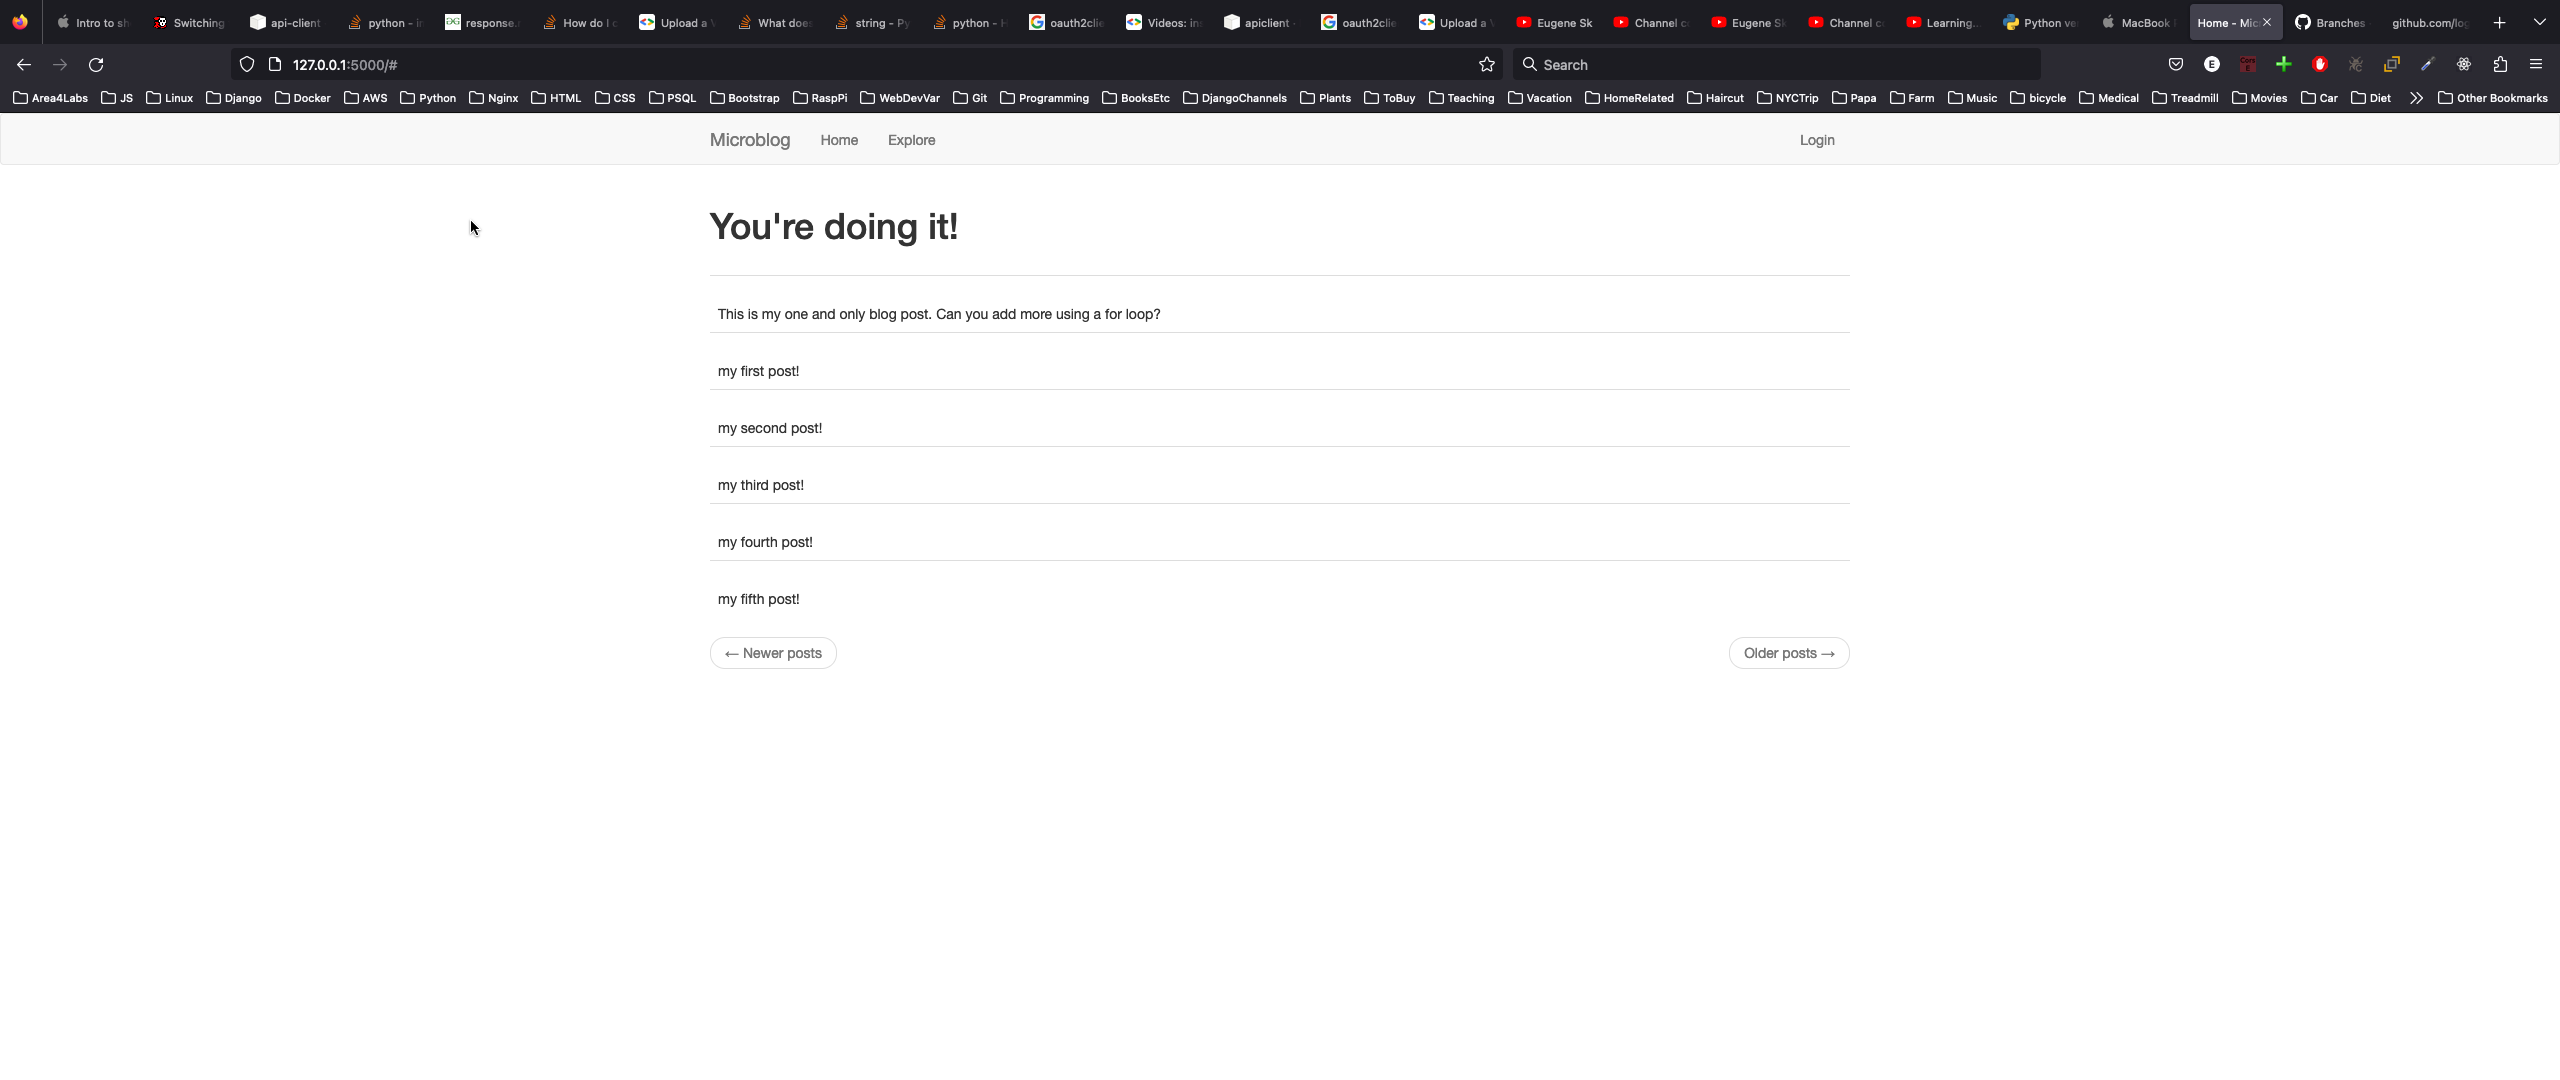 Intro to sh Switching api-client python - in response. How do I c Upload a V What does string - Py python - H oauth2clie Videos: ins apiclient · oauth2clie Upload a V Eugene Sk Channel c Eugene Sk Channel c Learning... Python ve MacBook Home - Mic Branches github.com/log
127.0.0.1:5000/# Search
Area4Labs JS Linux Django Docker AWS Python Nginx HTML CSS PSQL Bootstrap RaspPi WebDevVar Git Programming BooksEtc DjangoChannels Plants ToBuy Teaching Vacation HomeRelated Haircut NYCTrip Papa Farm Music bicycle Medical Treadmill Movies Car Diet Other Bookmarks
Microblog Home Explore Login
You're doing it!
This is my one and only blog post. Can you add more using a for loop?
my first post!
my second post!
my third post!
my fourth post!
my fifth post!
← Newer posts Older posts →